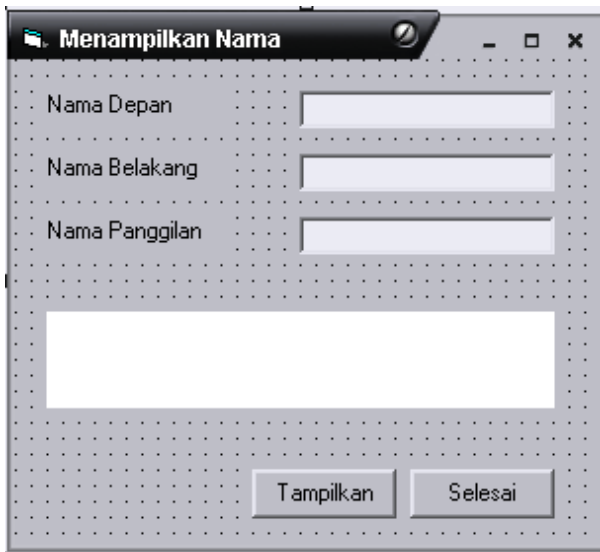 Menampilkan Nama
Nama Depan
Nama Belakang
Nama Panggilan
Tampilkan Selesai